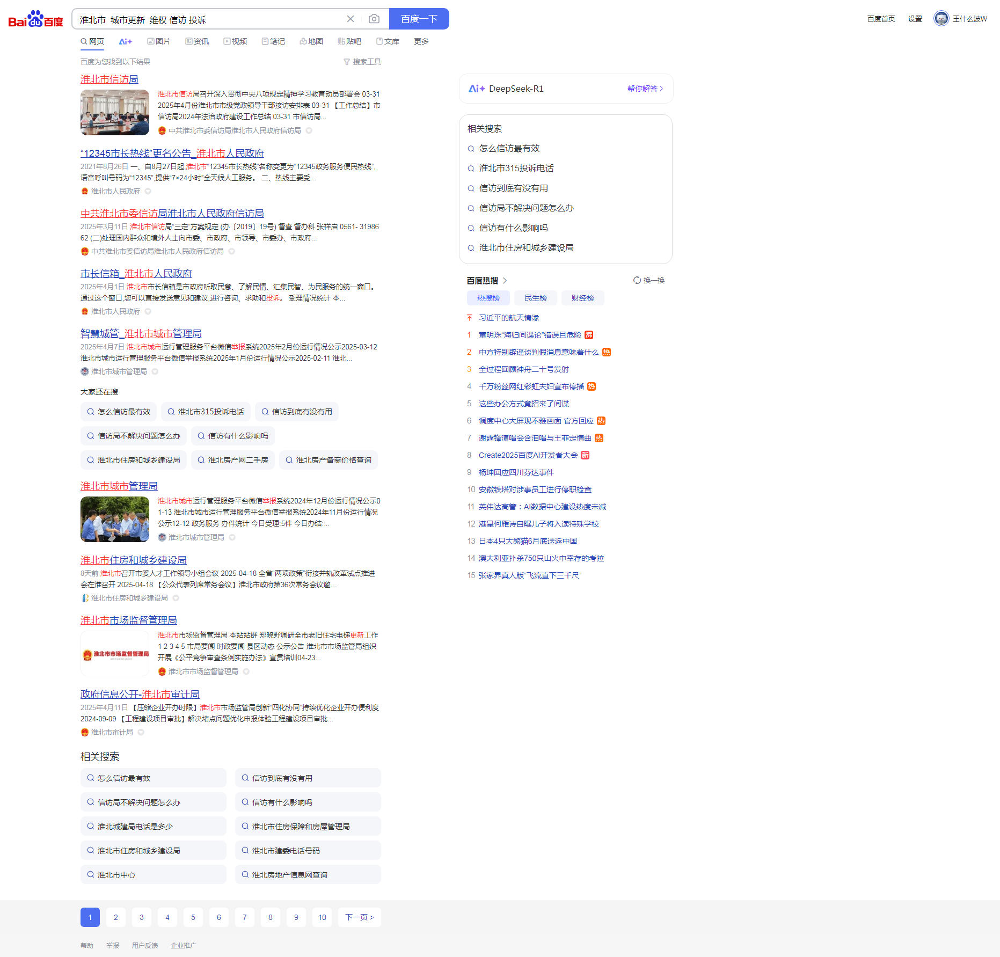 Bai du 百度
淮北市 城市更新 维权 信访 投诉
百度一下
百度首页 设置 王什么波W
网页 Ai+ 图片 资讯 视频 笔记 地图 贴吧 文库 更多
百度为您找到以下结果
搜索工具
淮北市信访局
淮北市信访局召开深入贯彻中央八项规定精神学习教育动员部署会 03-31
2025年4月份淮北市市级党政领导干部接访安排表 03-31 【工作总结】市
信访局2024年法治政府建设工作总结 03-31 市信访局...
中共淮北市委信访局淮北市人民政府信访局
“12345市长热线”更名公告_淮北市人民政府
2021年8月26日 一、自8月27日起,淮北市“12345市长热线”名称变更为“12345政务服务便民热线”,
语音呼叫号码为“12345”,提供“7×24小时”全天候人工服务。 二、热线主要受...
淮北市人民政府
中共淮北市委信访局淮北市人民政府信访局
2025年3月11日 淮北市信访局“三定”方案规定 (办〔2019〕19号) 督查 督办科 张祥启 0561- 31986
62 (二)处理国内群众和境外人士向市委、市政府、市领导、市委办、市政府...
中共淮北市委信访局淮北市人民政府信访局
市长信箱_淮北市人民政府
2025年4月1日 淮北市市长信箱是市政府听取民意、了解民情、汇集民智、为民服务的统一窗口。
通过这个窗口,您可以直接发送意见和建议,进行咨询、求助和投诉。 受理情况统计 本...
淮北市人民政府
智慧城管_淮北市城市管理局
2025年4月7日 淮北市城市运行管理服务平台微信举报系统2025年2月份运行情况公示2025-03-12
淮北市城市运行管理服务平台微信举报系统2025年1月份运行情况公示2025-02-11 淮北...
淮北市城市管理局
大家还在搜
怎么信访最有效 淮北市315投诉电话 信访到底有没有用
信访局不解决问题怎么办 信访有什么影响吗
淮北市住房和城乡建设局 淮北房产网二手房 淮北房产备案价格查询
淮北市城市管理局
淮北市城市运行管理服务平台微信举报系统2024年12月份运行情况公示0
1-13 淮北市城市运行管理服务平台微信举报系统2024年11月份运行情况
公示12-12 政务服务 办件统计 今日受理:5件 今日办结:...
淮北市城市管理局
淮北市住房和城乡建设局
8天前 淮北市召开市委人才工作领导小组会议 2025-04-18 全省“两项政策”衔接并轨改革试点推进
会在淮召开 2025-04-18 【公众代表列席常务会议】淮北市政府第36次常务会议邀...
淮北市住房和城乡建设局
淮北市市场监督管理局
淮北市市场监督管理局
淮北市市场监督管理局 本站站群 郑晓野调研全市老旧住宅电梯更新工作
1 2 3 4 5 市局要闻 时政要闻 县区动态 公示公告 淮北市市场监管局组织
开展《公平竞争审查条例实施办法》宣贯培训04-23...
淮北市市场监督管理局
政府信息公开-淮北市审计局
2025年4月11日 【压缩企业开办时限】淮北市市场监管局创新“四化协同”持续优化企业开办便利度
2024-09-09 【工程建设项目审批】解决堵点问题优化申报体验工程建设项目审批...
淮北市审计局
相关搜索
怎么信访最有效 信访到底有没有用
信访局不解决问题怎么办 信访有什么影响吗
淮北城建局电话是多少 淮北市住房保障和房屋管理局
淮北市住房和城乡建设局 淮北市建委电话号码
淮北市中心 淮北房地产信息网查询
Ai+ DeepSeek-R1 帮你解答
相关搜索
怎么信访最有效
淮北市315投诉电话
信访到底有没有用
信访局不解决问题怎么办
信访有什么影响吗
淮北市住房和城乡建设局
百度热搜 换一换
热搜榜 民生榜 财经榜
习近平的航天情缘
1 董明珠“海归间谍论”错误且危险 沸
2 中方特别辟谣谈判假消息意味着什么 热
3 全过程回顾神舟二十号发射
4 千万粉丝网红彩虹夫妇宣布停播 热
5 这些办公方式竟招来了间谍
6 调度中心大屏现不雅画面 官方回应 热
7 谢霆锋演唱会含泪唱与王菲定情曲 热
8 Create2025百度AI开发者大会 新
9 杨坤回应四川芬达事件
10 安徽铁塔对涉事员工进行停职检查
11 英伟达高管：AI数据中心建设热度未减
12 港星何雁诗自曝儿子将入读特殊学校
13 日本4只大熊猫6月底送返中国
14 澳大利亚扑杀750只山火中幸存的考拉
15 张家界真人版“飞流直下三千尺”
1 2 3 4 5 6 7 8 9 10 下一页 >
帮助 举报 用户反馈 企业推广